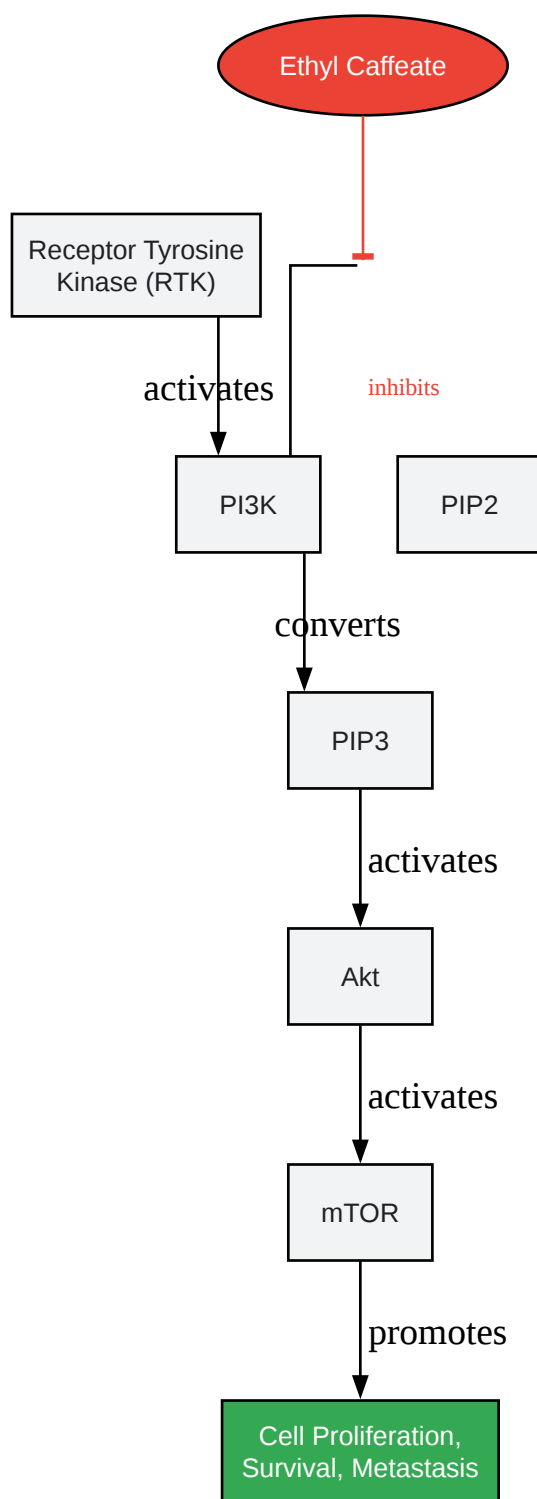 Ethyl Caffeate
Receptor Tyrosine
Kinase (RTK)
activates
inhibits
PI3K
PIP2
converts
PIP3
activates
Akt
activates
mTOR
promotes
Cell Proliferation,
Survival, Metastasis